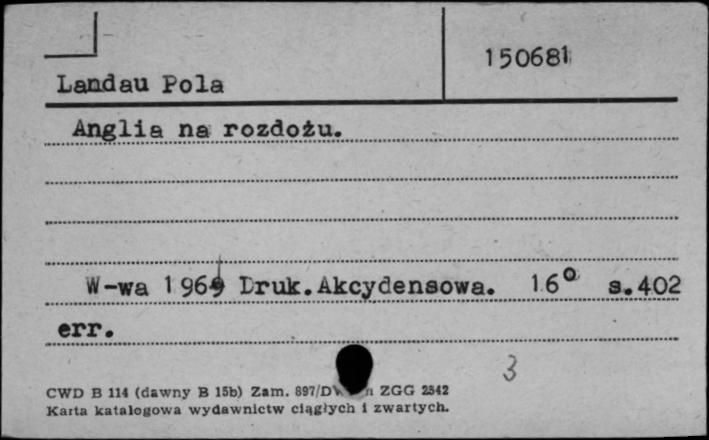 150681
Landau Pola
Anglia na rozdożu.
W-wa 1969 Druk.Akcydensowa. 16° s.402
err.
3
CWD B 114 (dawny B 15b) Zam. 897/D ZGG 2542
Karta katalogowa wydawnictw ciągłych i zwartych.